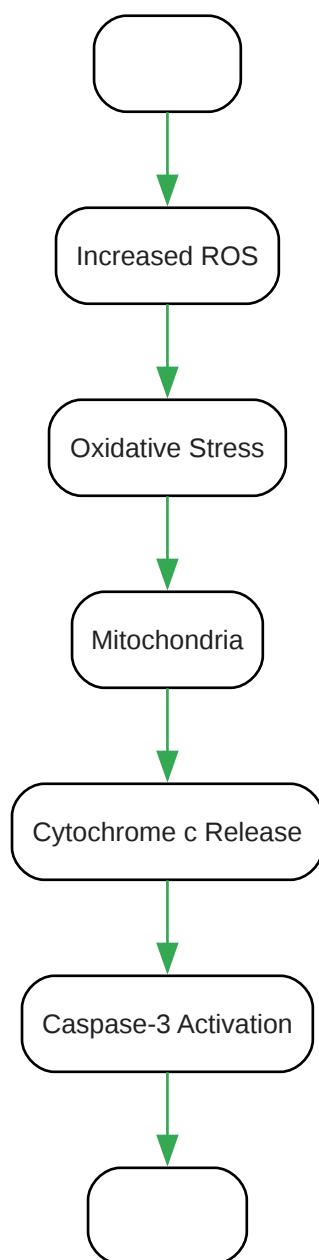 Increased ROS
Oxidative Stress
Mitochondria
Cytochrome c Release
Caspase-3 Activation